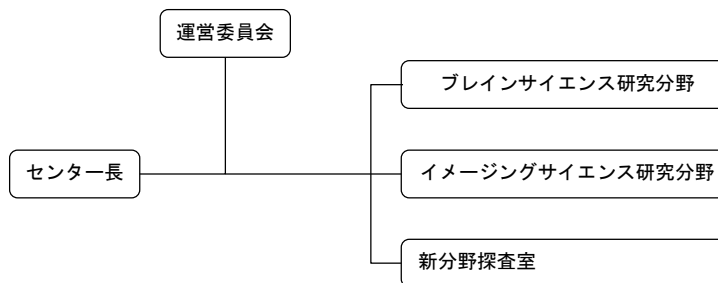 運営委員会
ブレインサイエンス研究分野
センター長
イメージングサイエンス研究分野
新分野探査室